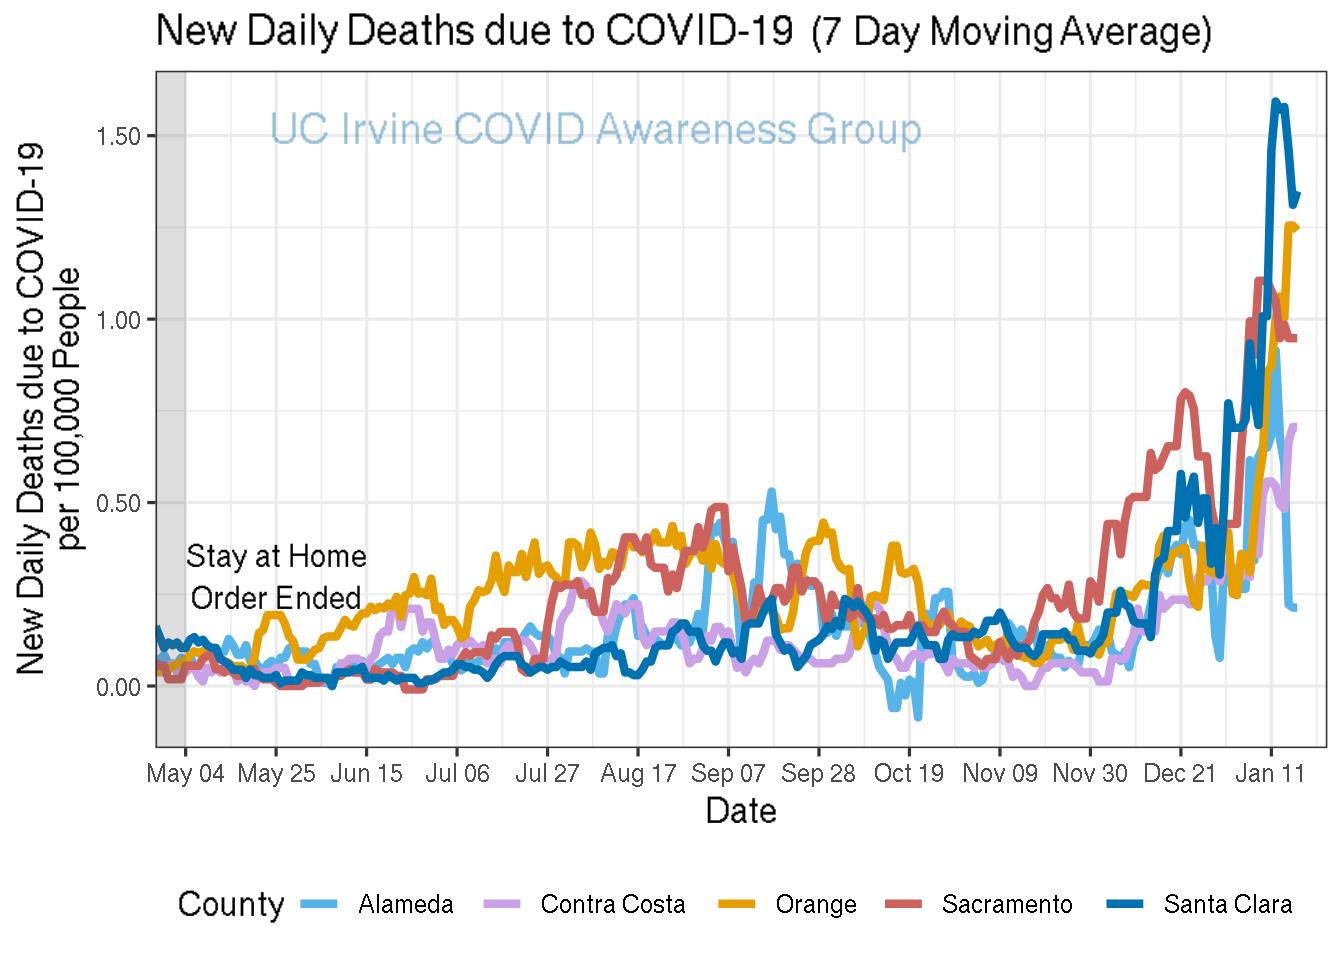 New Daily Deaths due to COVID-19 (7 Day Moving Average)
UC Irvine COVID Awareness Group
New Daily Deaths due to COVID-19
per 100,000 People
1.50
1.00
0.50
0.00
Stay at Home
Order Ended
May 04 May 25 Jun 15 Jul 06 Jul 27 Aug 17 Sep 07 Sep 28 Oct 19 Nov 09 Nov 30 Dec 21 Jan 11
Date
County Alameda Contra Costa Orange Sacramento Santa Clara